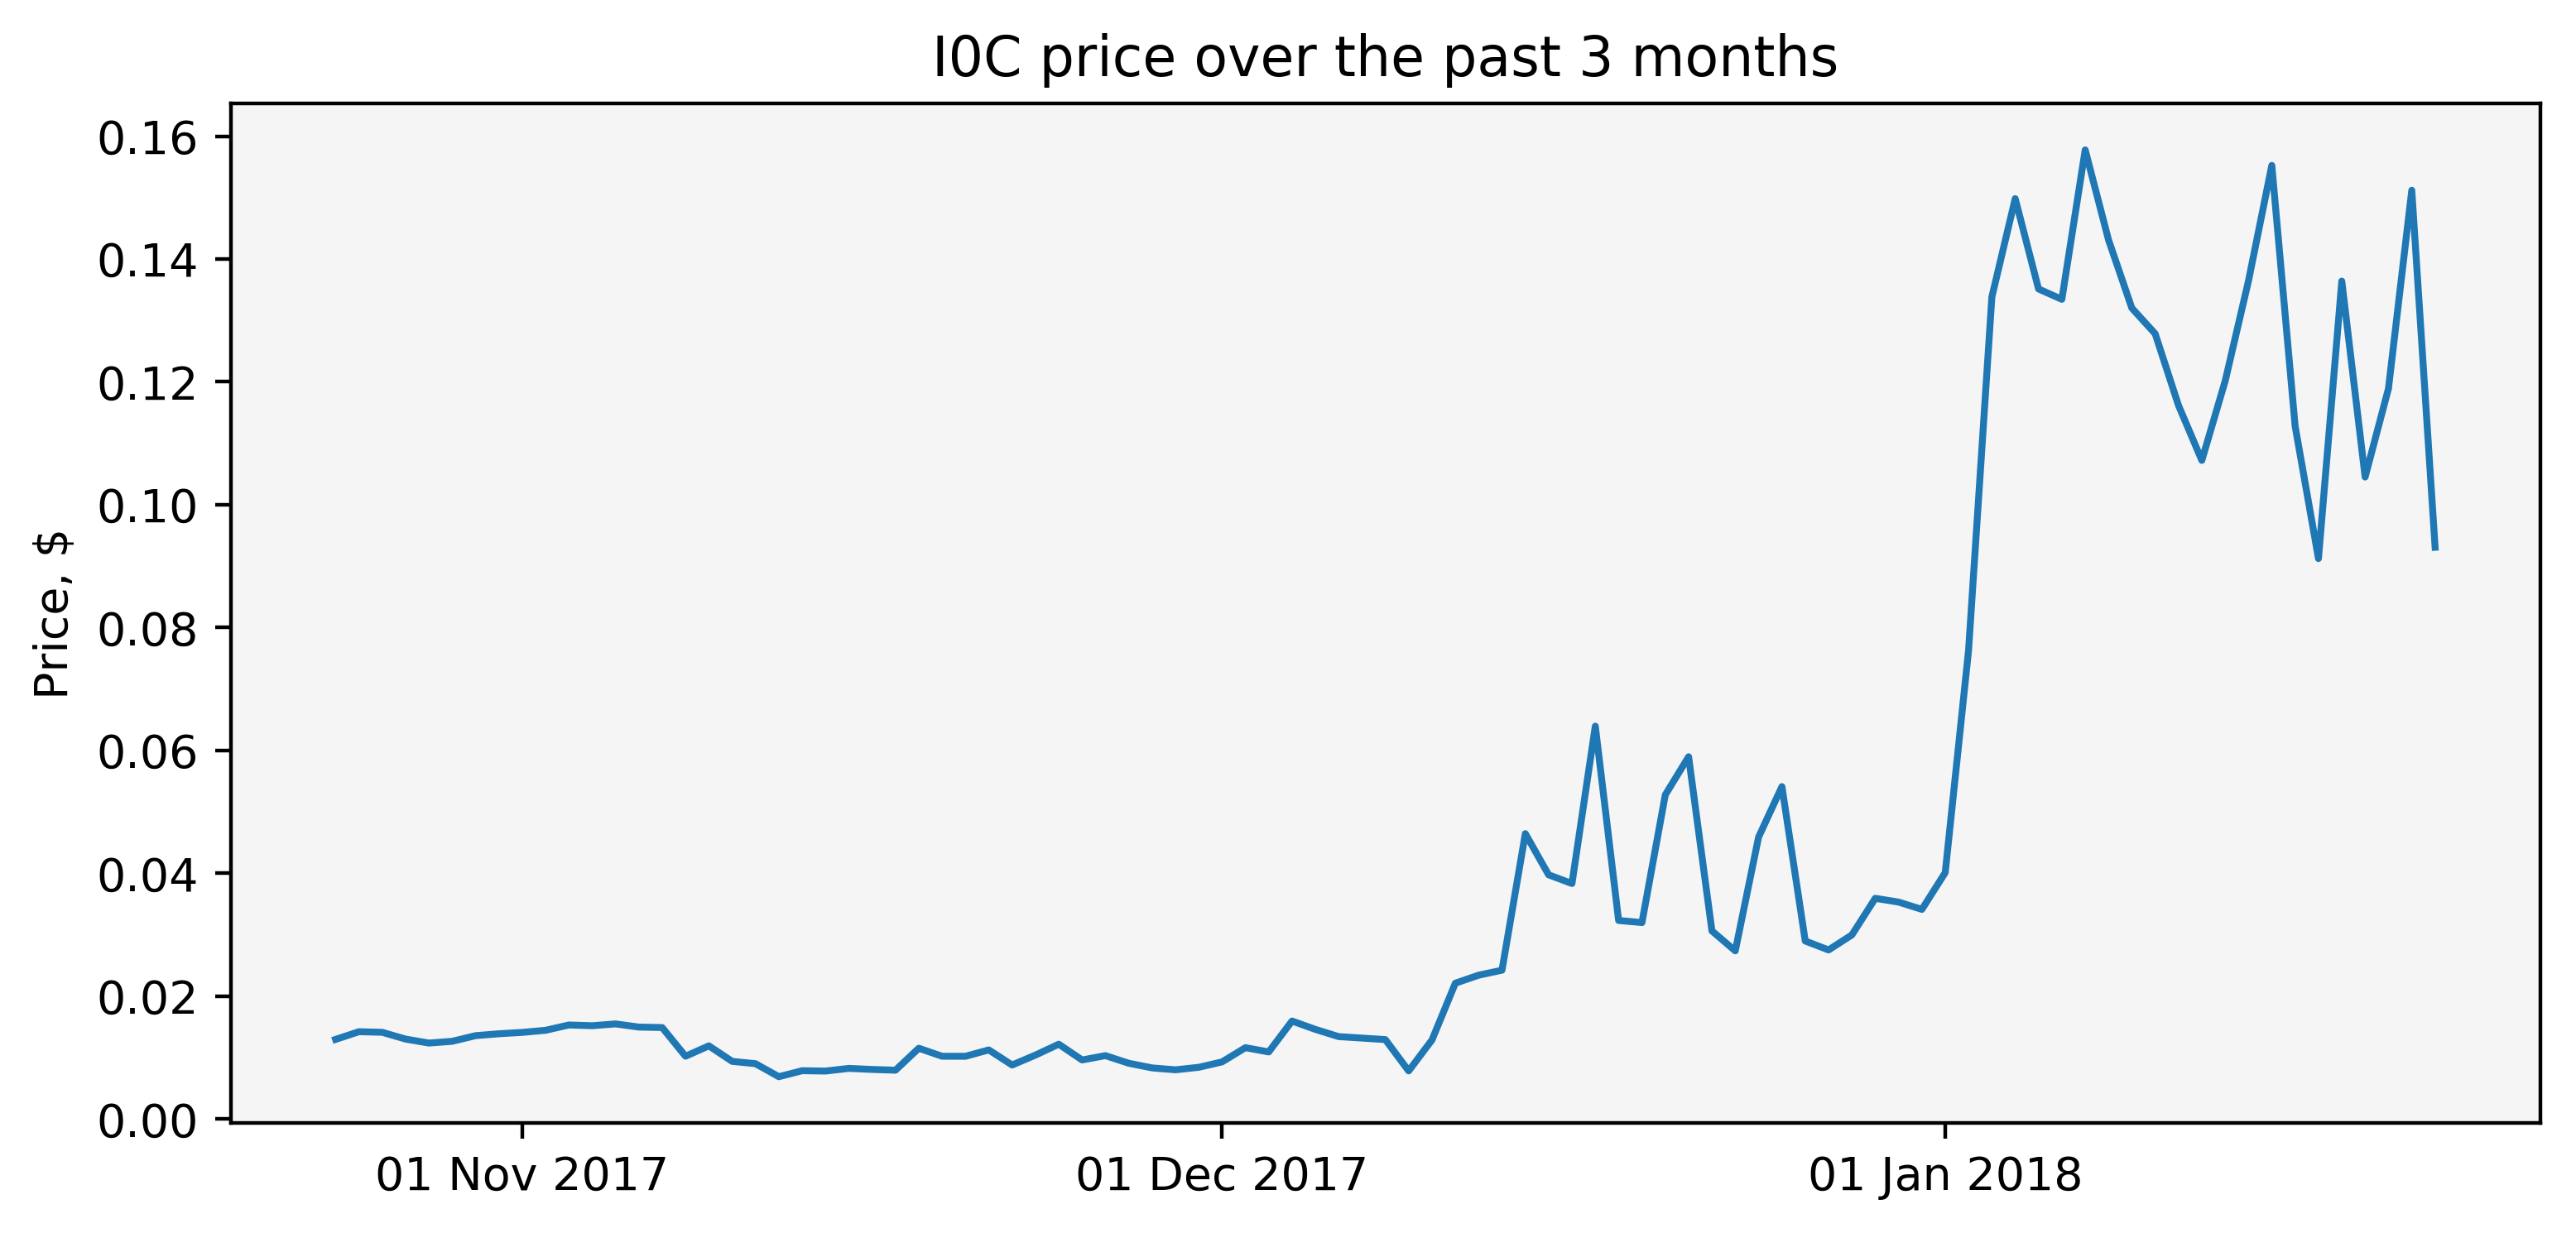 I0C price over the past 3 months
Price, $
0.16
0.14
0.12
0.10
0.08
0.06
0.04
0.02
0.00
01 Nov 2017
01 Dec 2017
01 Jan 2018